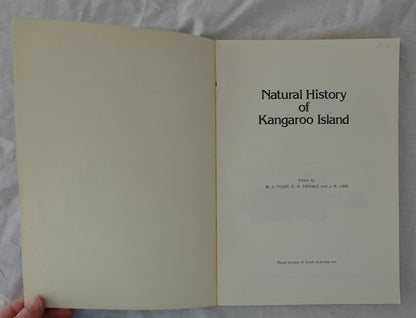 Natural History
of
Kangaroo Island
Edited by
M. J. TYLER, C. R. TWIDALE and J. K. LING
Royal Society of South Australia Inc.